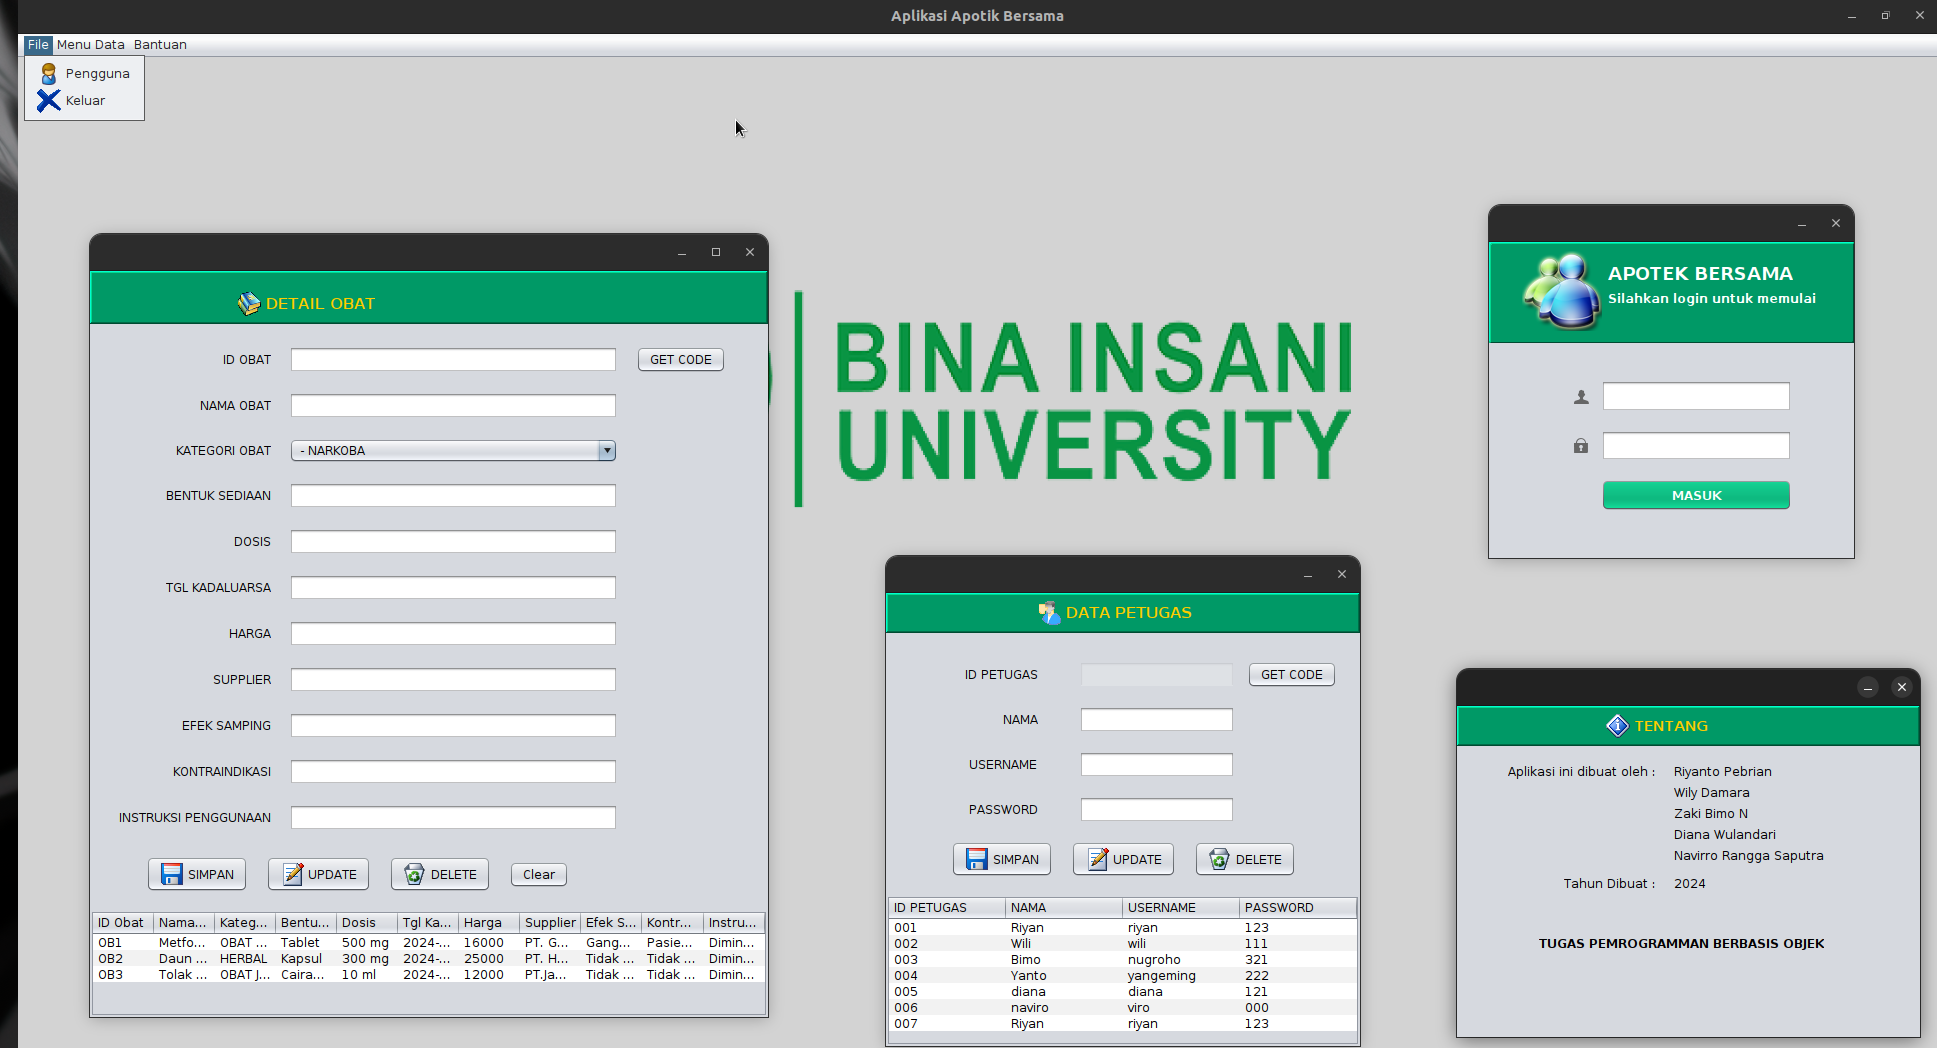 Aplikasi Apotik Bersama
File Menu Data Bantuan
Pengguna
Keluar
DETAIL OBAT
ID OBAT GET CODE
NAMA OBAT
KATEGORI OBAT - NARKOBA
BENTUK SEDIAAN
DOSIS
TGL KADALUARSA
HARGA
SUPPLIER
EFEK SAMPING
KONTRAINDIKASI
INSTRUKSI PENGGUNAAN
SIMPAN UPDATE DELETE Clear
ID Obat Nama... Kateg... Bentu... Dosis Tgl Ka... Harga Supplier Efek S... Kontr... Instru...
OB1 Metfo... OBAT ... Tablet 500 mg 2024-... 16000 PT. G... Gang... Pasie... Dimin...
OB2 Daun ... HERBAL Kapsul 300 mg 2024-... 25000 PT. H... Tidak ... Tidak ... Dimin...
OB3 Tolak ... OBAT J... Caira... 10 ml 2024-... 12000 PT.Ja... Tidak ... Tidak ... Dimin...
BINA INSANI
UNIVERSITY
DATA PETUGAS
ID PETUGAS GET CODE
NAMA
USERNAME
PASSWORD
SIMPAN UPDATE DELETE
ID PETUGAS NAMA USERNAME PASSWORD
001 Riyan riyan 123
002 Wili wili 111
003 Bimo nugroho 321
004 Yanto yangeming 222
005 diana diana 121
006 naviro viro 000
007 Riyan riyan 123
APOTEK BERSAMA
Silahkan login untuk memulai
MASUK
TENTANG
Aplikasi ini dibuat oleh : Riyanto Pebrian
Wily Damara
Zaki Bimo N
Diana Wulandari
Navirro Rangga Saputra
Tahun Dibuat : 2024
TUGAS PEMROGRAMMAN BERBASIS OBJEK